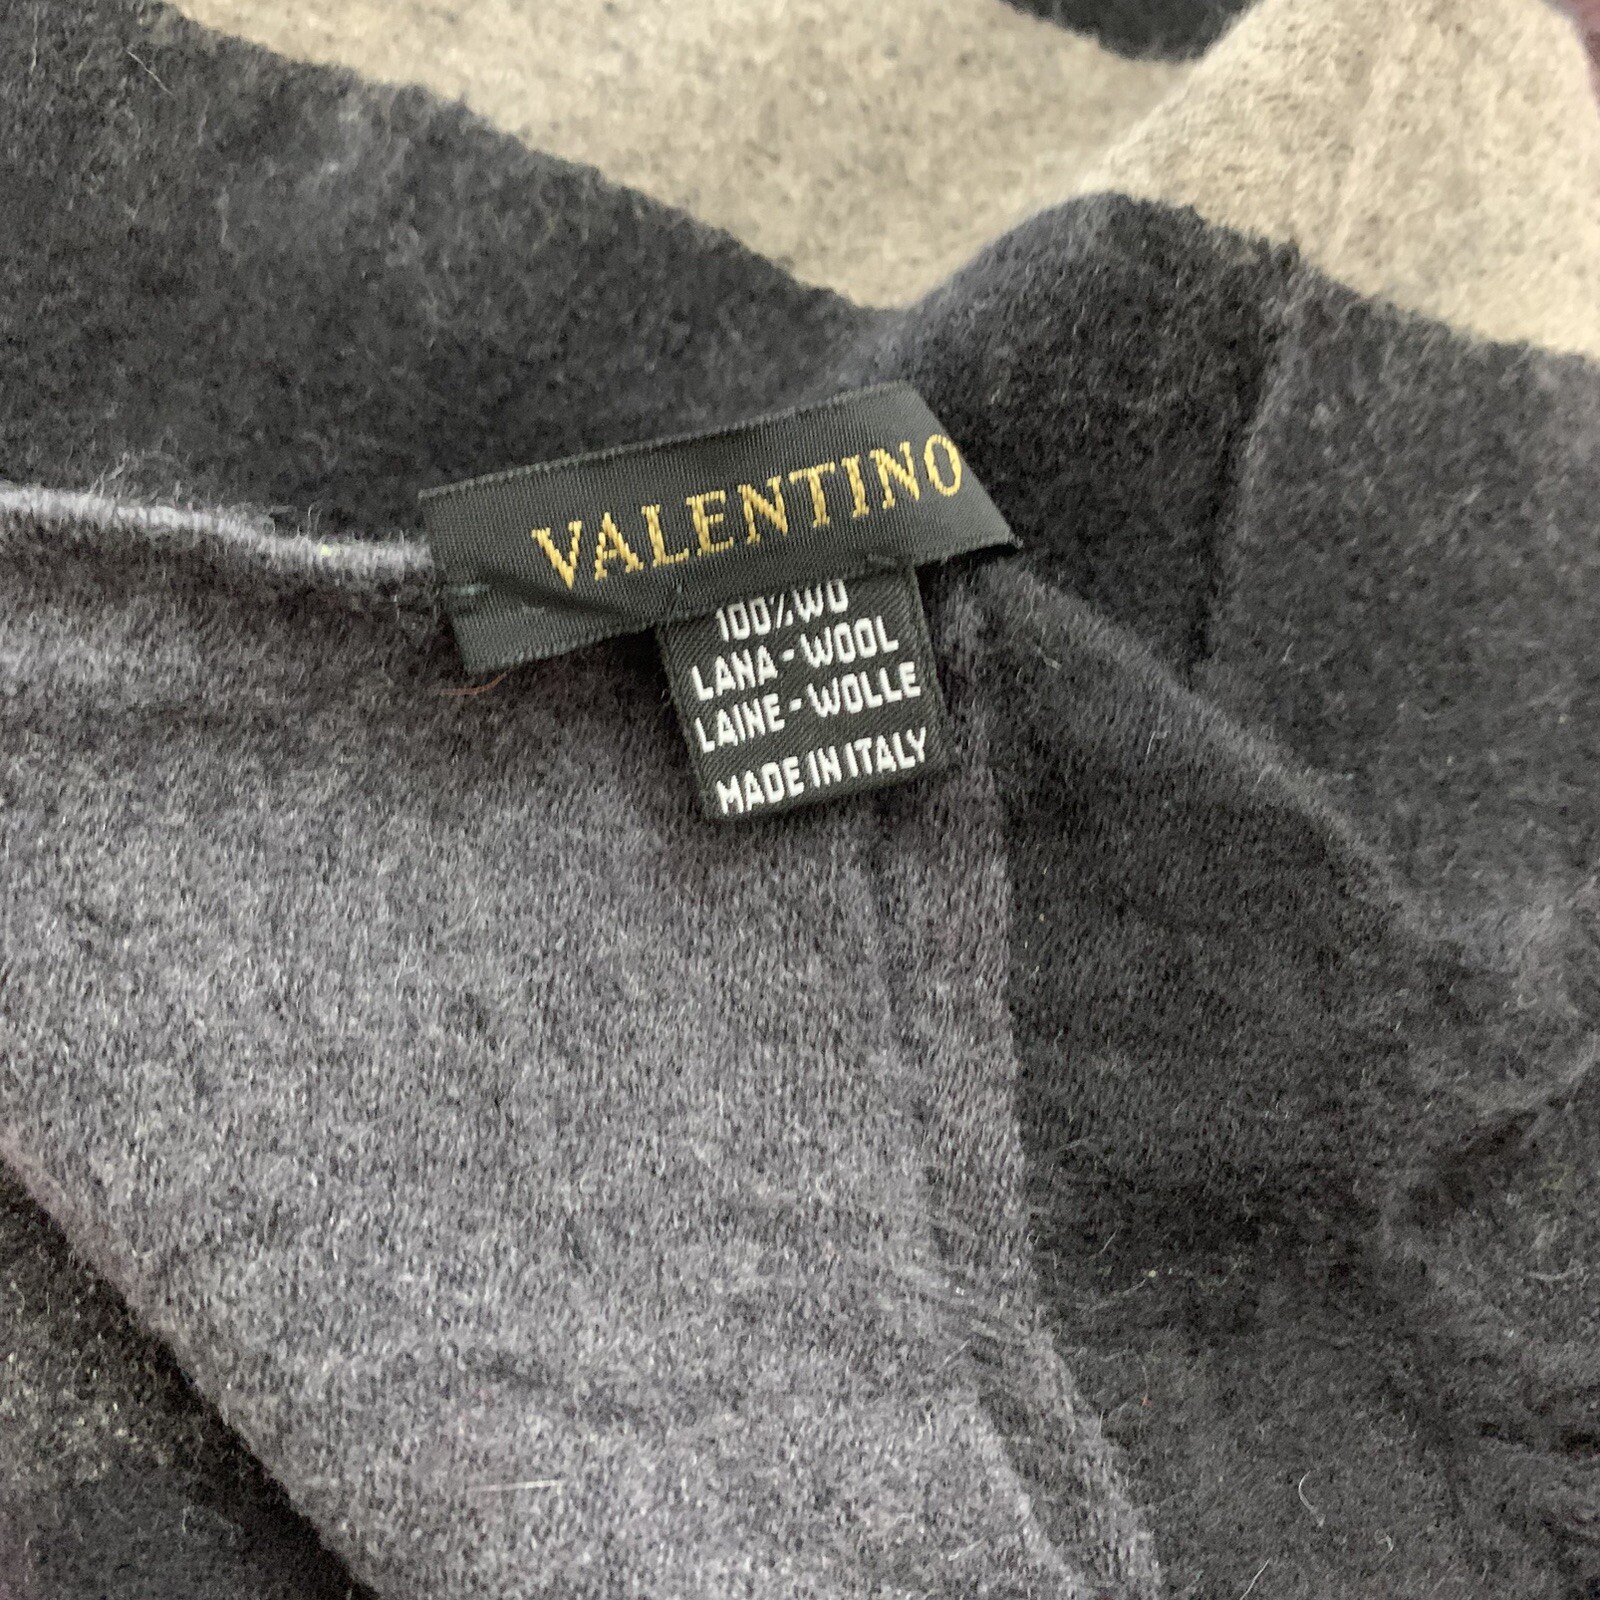 VALENTINO
100%WO
LANA-WOOL
LAINE-WOLLE
MADE IN ITALY